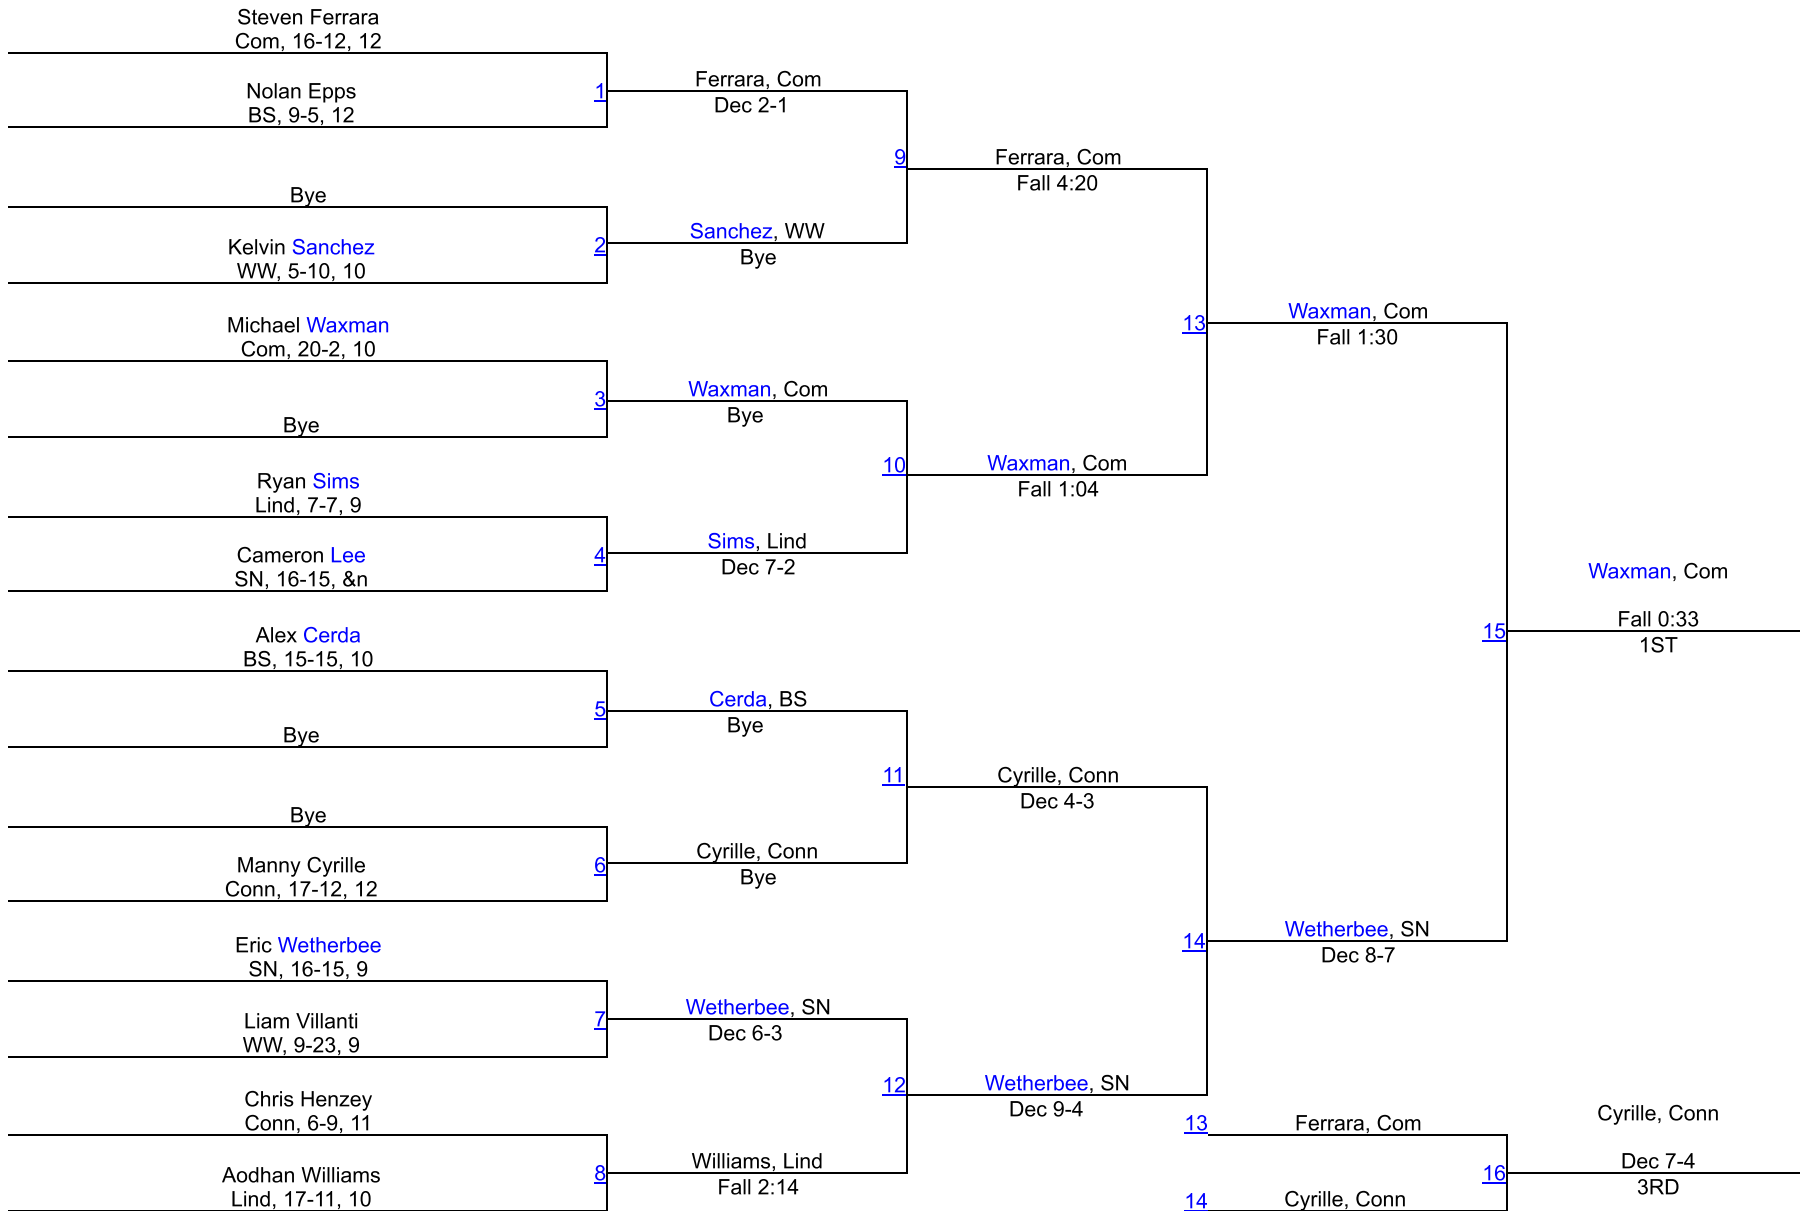 Steven Ferrara
Com, 16-12, 12
Nolan Epps
BS, 9-5, 12
Bye
Kelvin Sanchez
WW, 5-10, 10
Michael Waxman
Com, 20-2, 10
Bye
Ryan Sims
Lind, 7-7, 9
Cameron Lee
SN, 16-15, &n
Alex Cerda
BS, 15-15, 10
Bye
Bye
Manny Cyrille
Conn, 17-12, 12
Eric Wetherbee
SN, 16-15, 9
Liam Villanti
WW, 9-23, 9
Chris Henzey
Conn, 6-9, 11
Aodhan Williams
Lind, 17-11, 10
1
Ferrara, Com
Dec 2-1
2
Sanchez, WW
Bye
3
Waxman, Com
Bye
4
Sims, Lind
Dec 7-2
5
Cerda, BS
Bye
6
Cyrille, Conn
Bye
7
Wetherbee, SN
Dec 6-3
8
Williams, Lind
Fall 2:14
9
Ferrara, Com
Fall 4:20
10
Waxman, Com
Fall 1:04
11
Cyrille, Conn
Dec 4-3
12
Wetherbee, SN
Dec 9-4
13
Waxman, Com
Fall 1:30
14
Wetherbee, SN
Dec 8-7
15
Waxman, Com
Fall 0:33
1ST
13
Ferrara, Com
14
Cyrille, Conn
16
Cyrille, Conn
Dec 7-4
3RD